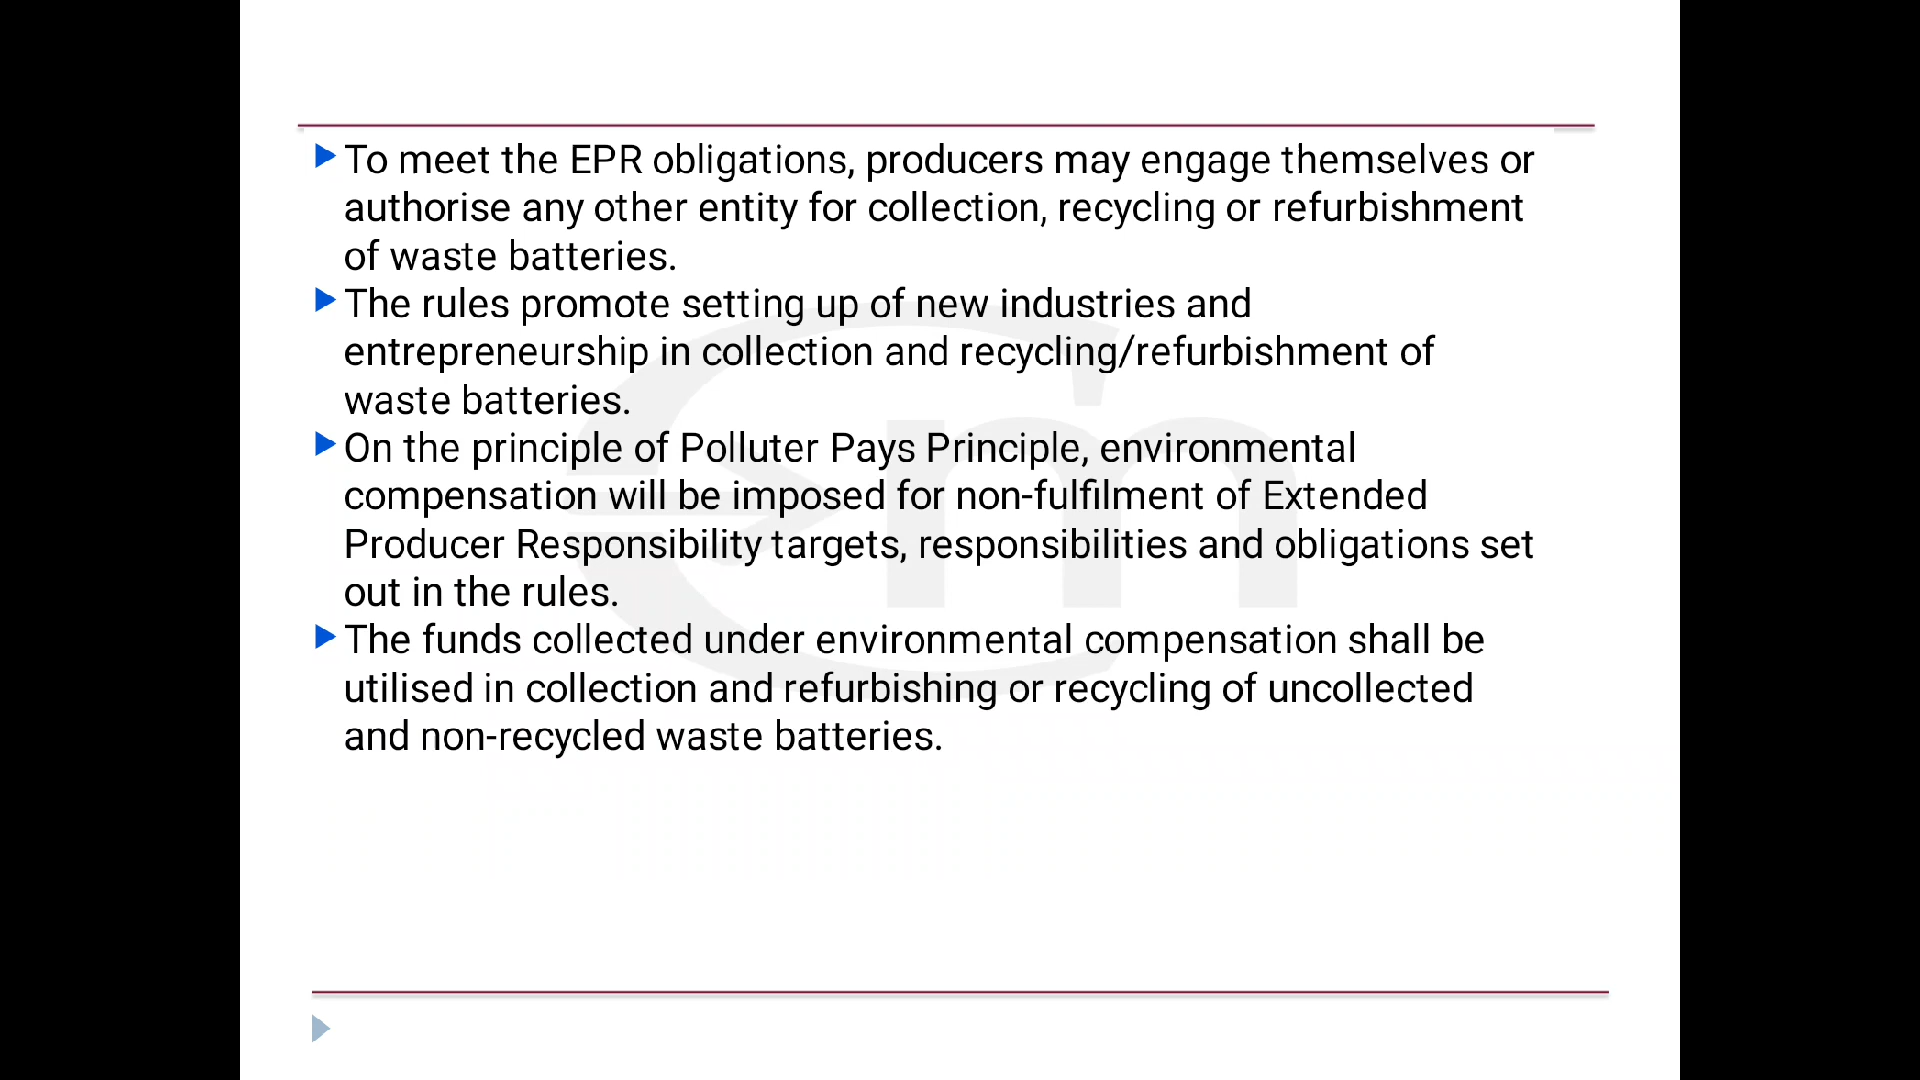 To meet the EPR obligations, producers may engage themselves or
authorise any other entity for collection, recycling or refurbishment
of waste batteries.
The rules promote setting up of new industries and
entrepreneurship in collection and recycling/refurbishment of
waste batteries.
On the principle of Polluter Pays Principle, environmental
compensation will be imposed for non-fulfilment of Extended
Producer Responsibility targets, responsibilities and obligations set
out in the rules.
The funds collected under environmental compensation shall be
utilised in collection and refurbishing or recycling of uncollected
and non-recycled waste batteries.